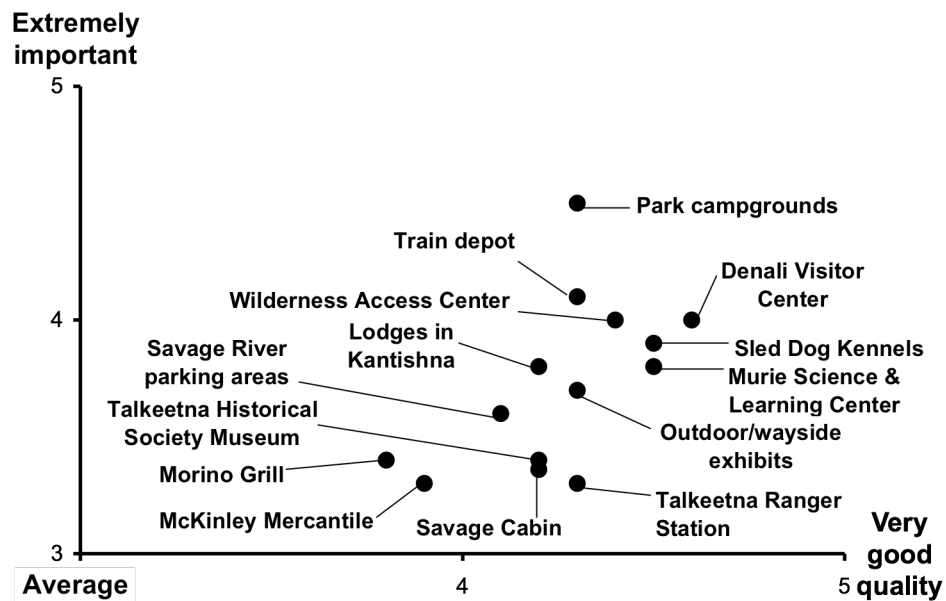 Extremely
important
5
Park campgrounds
Train depot
Denali Visitor
Center
Wilderness Access Center
4
Lodges in
Kantishna
Savage River
parking areas
Sled Dog Kennels
Murie Science &
Learning Center
Talkeetna Historical
Society Museum
Outdoor/wayside
exhibits
Morino Grill
McKinley Mercantile
Savage Cabin
Talkeetna Ranger
Station
3
Average
4
5
Very
good
quality